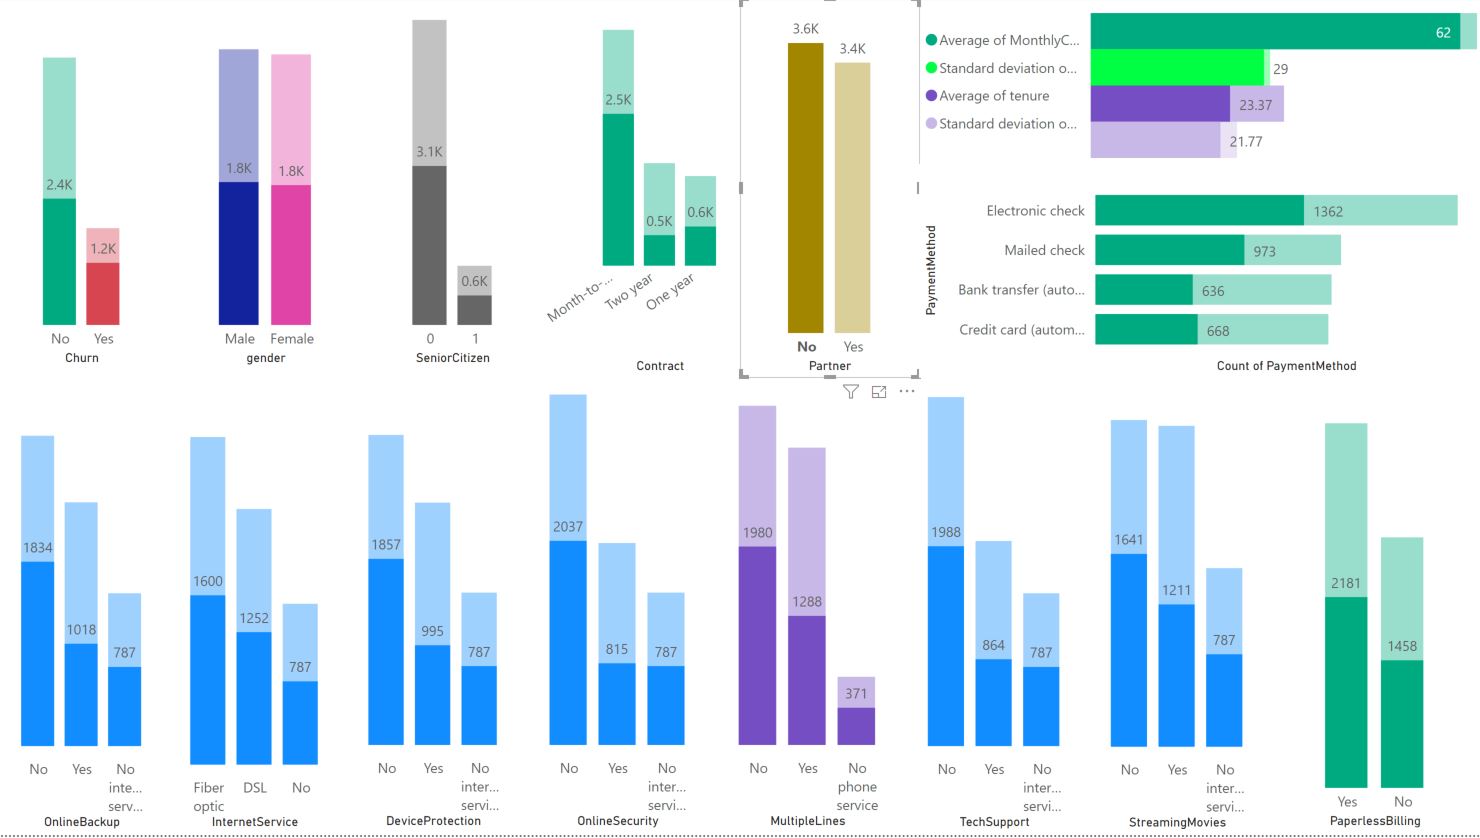 2.4K
1.2K
No Yes
Churn
1.8K 1.8K
Male Female
gender
3.1K
0.6K
0 1
SeniorCitizen
2.5K
0.5K 0.6K
Month-to-... Two year One year
Contract
3.6K 3.4K
No Yes
Partner
Average of MonthlyC...
Standard deviation o...
Average of tenure
Standard deviation o...
62
29
23.37
21.77
PaymentMethod
Electronic check 1362
Mailed check 973
Bank transfer (auto... 636
Credit card (autom... 668
Count of PaymentMethod
1834
1018
787
No Yes No
inte...
serv...
OnlineBackup
1600
1252
787
Fiber DSL No
optic
InternetService
1857
995
787
No Yes No
inter...
servi...
DeviceProtection
2037
815 787
No Yes No
inter...
servi...
OnlineSecurity
1980
1288
371
No Yes No
phone
service
MultipleLines
1988
864 787
No Yes No
inter...
servi...
TechSupport
1641
1211
787
No Yes No
inter...
servi...
StreamingMovies
2181
1458
Yes No
PaperlessBilling